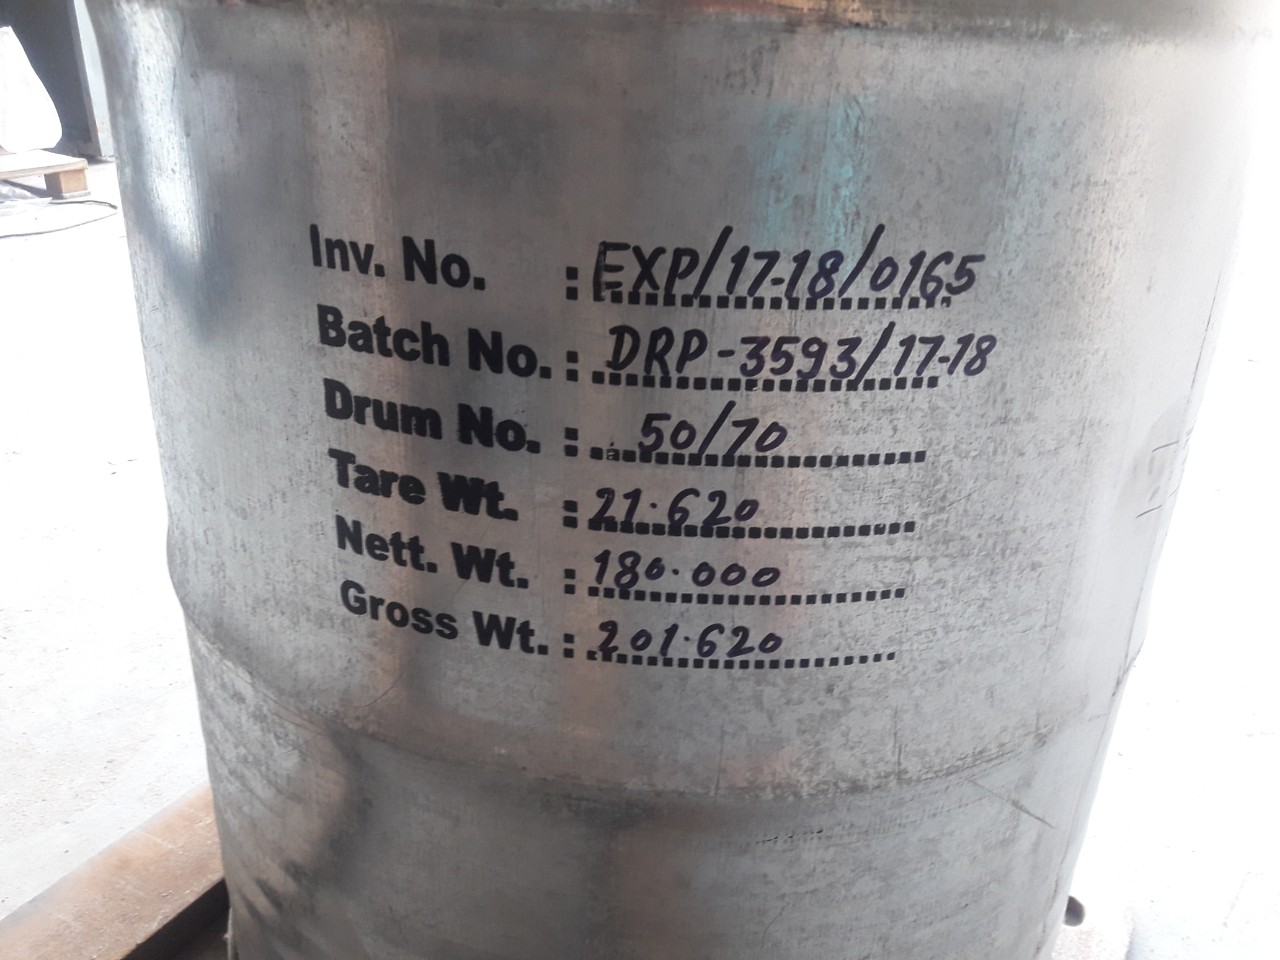 Inv. No. : EXP/17-18/0165
Batch No. : DRP-3593/17-18
Drum No. : 50/70
Tare Wt. : 21.620
Nett. Wt. : 180.000
Gross Wt. : 201.620